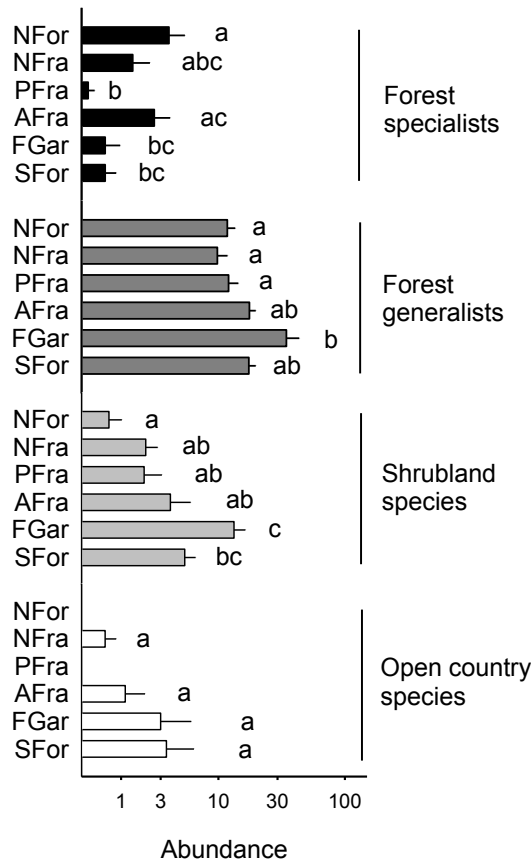 NFor a
NFra abc
PFra b
AFra ac
FGar bc
SFor bc
Forest
specialists
NFor a
NFra a
PFra a
AFra ab
FGar b
SFor ab
Forest
generalists
NFor a
NFra ab
PFra ab
AFra ab
FGar c
SFor bc
Shrubland
species
NFor
NFra a
PFra
AFra a
FGar a
SFor a
Open country
species
1 3 10 30 100
Abundance